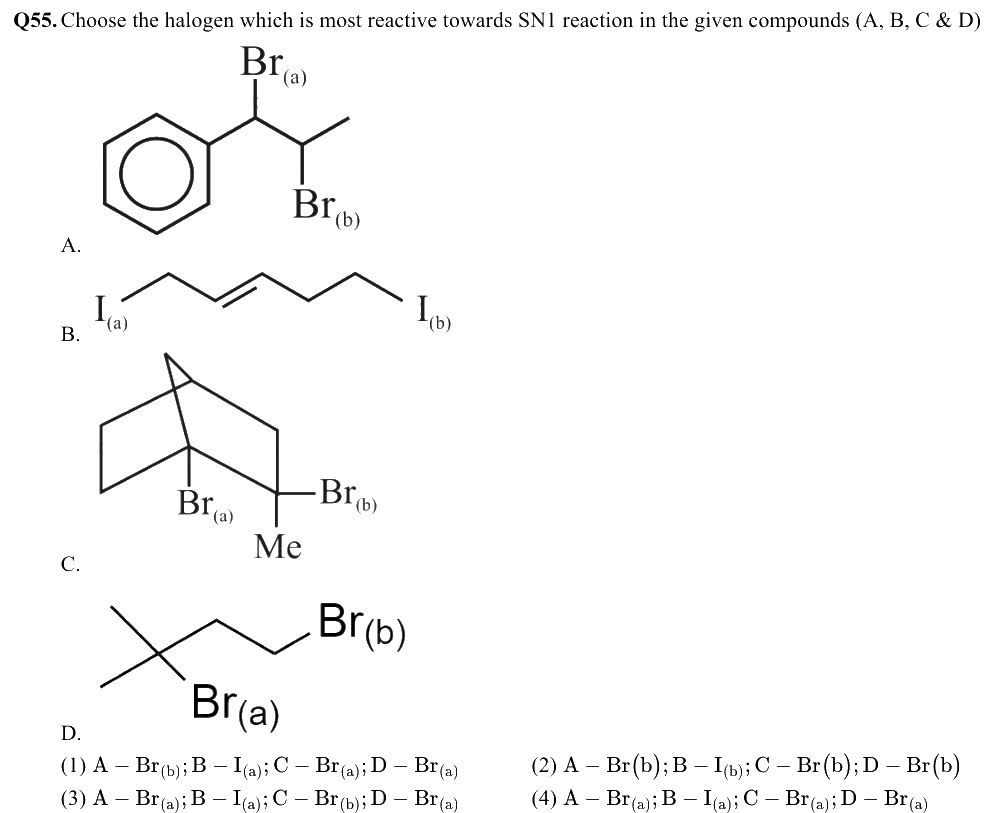 Q55. Choose the halogen which is most reactive towards SN1 reaction in the given compounds (A, B, C & D)
Br(a)
Br(b)
A.
I(a)
I(b)
B.
Br(a)
Br(b)
Me
C.
Br(b)
Br(a)
D.
(1) A – Br(b); B – I(a); C – Br(a); D – Br(a)
(2) A – Br(b); B – I(b); C – Br(b); D – Br(b)
(3) A – Br(a); B – I(a); C – Br(b); D – Br(a)
(4) A – Br(a); B – I(a); C – Br(a); D – Br(a)